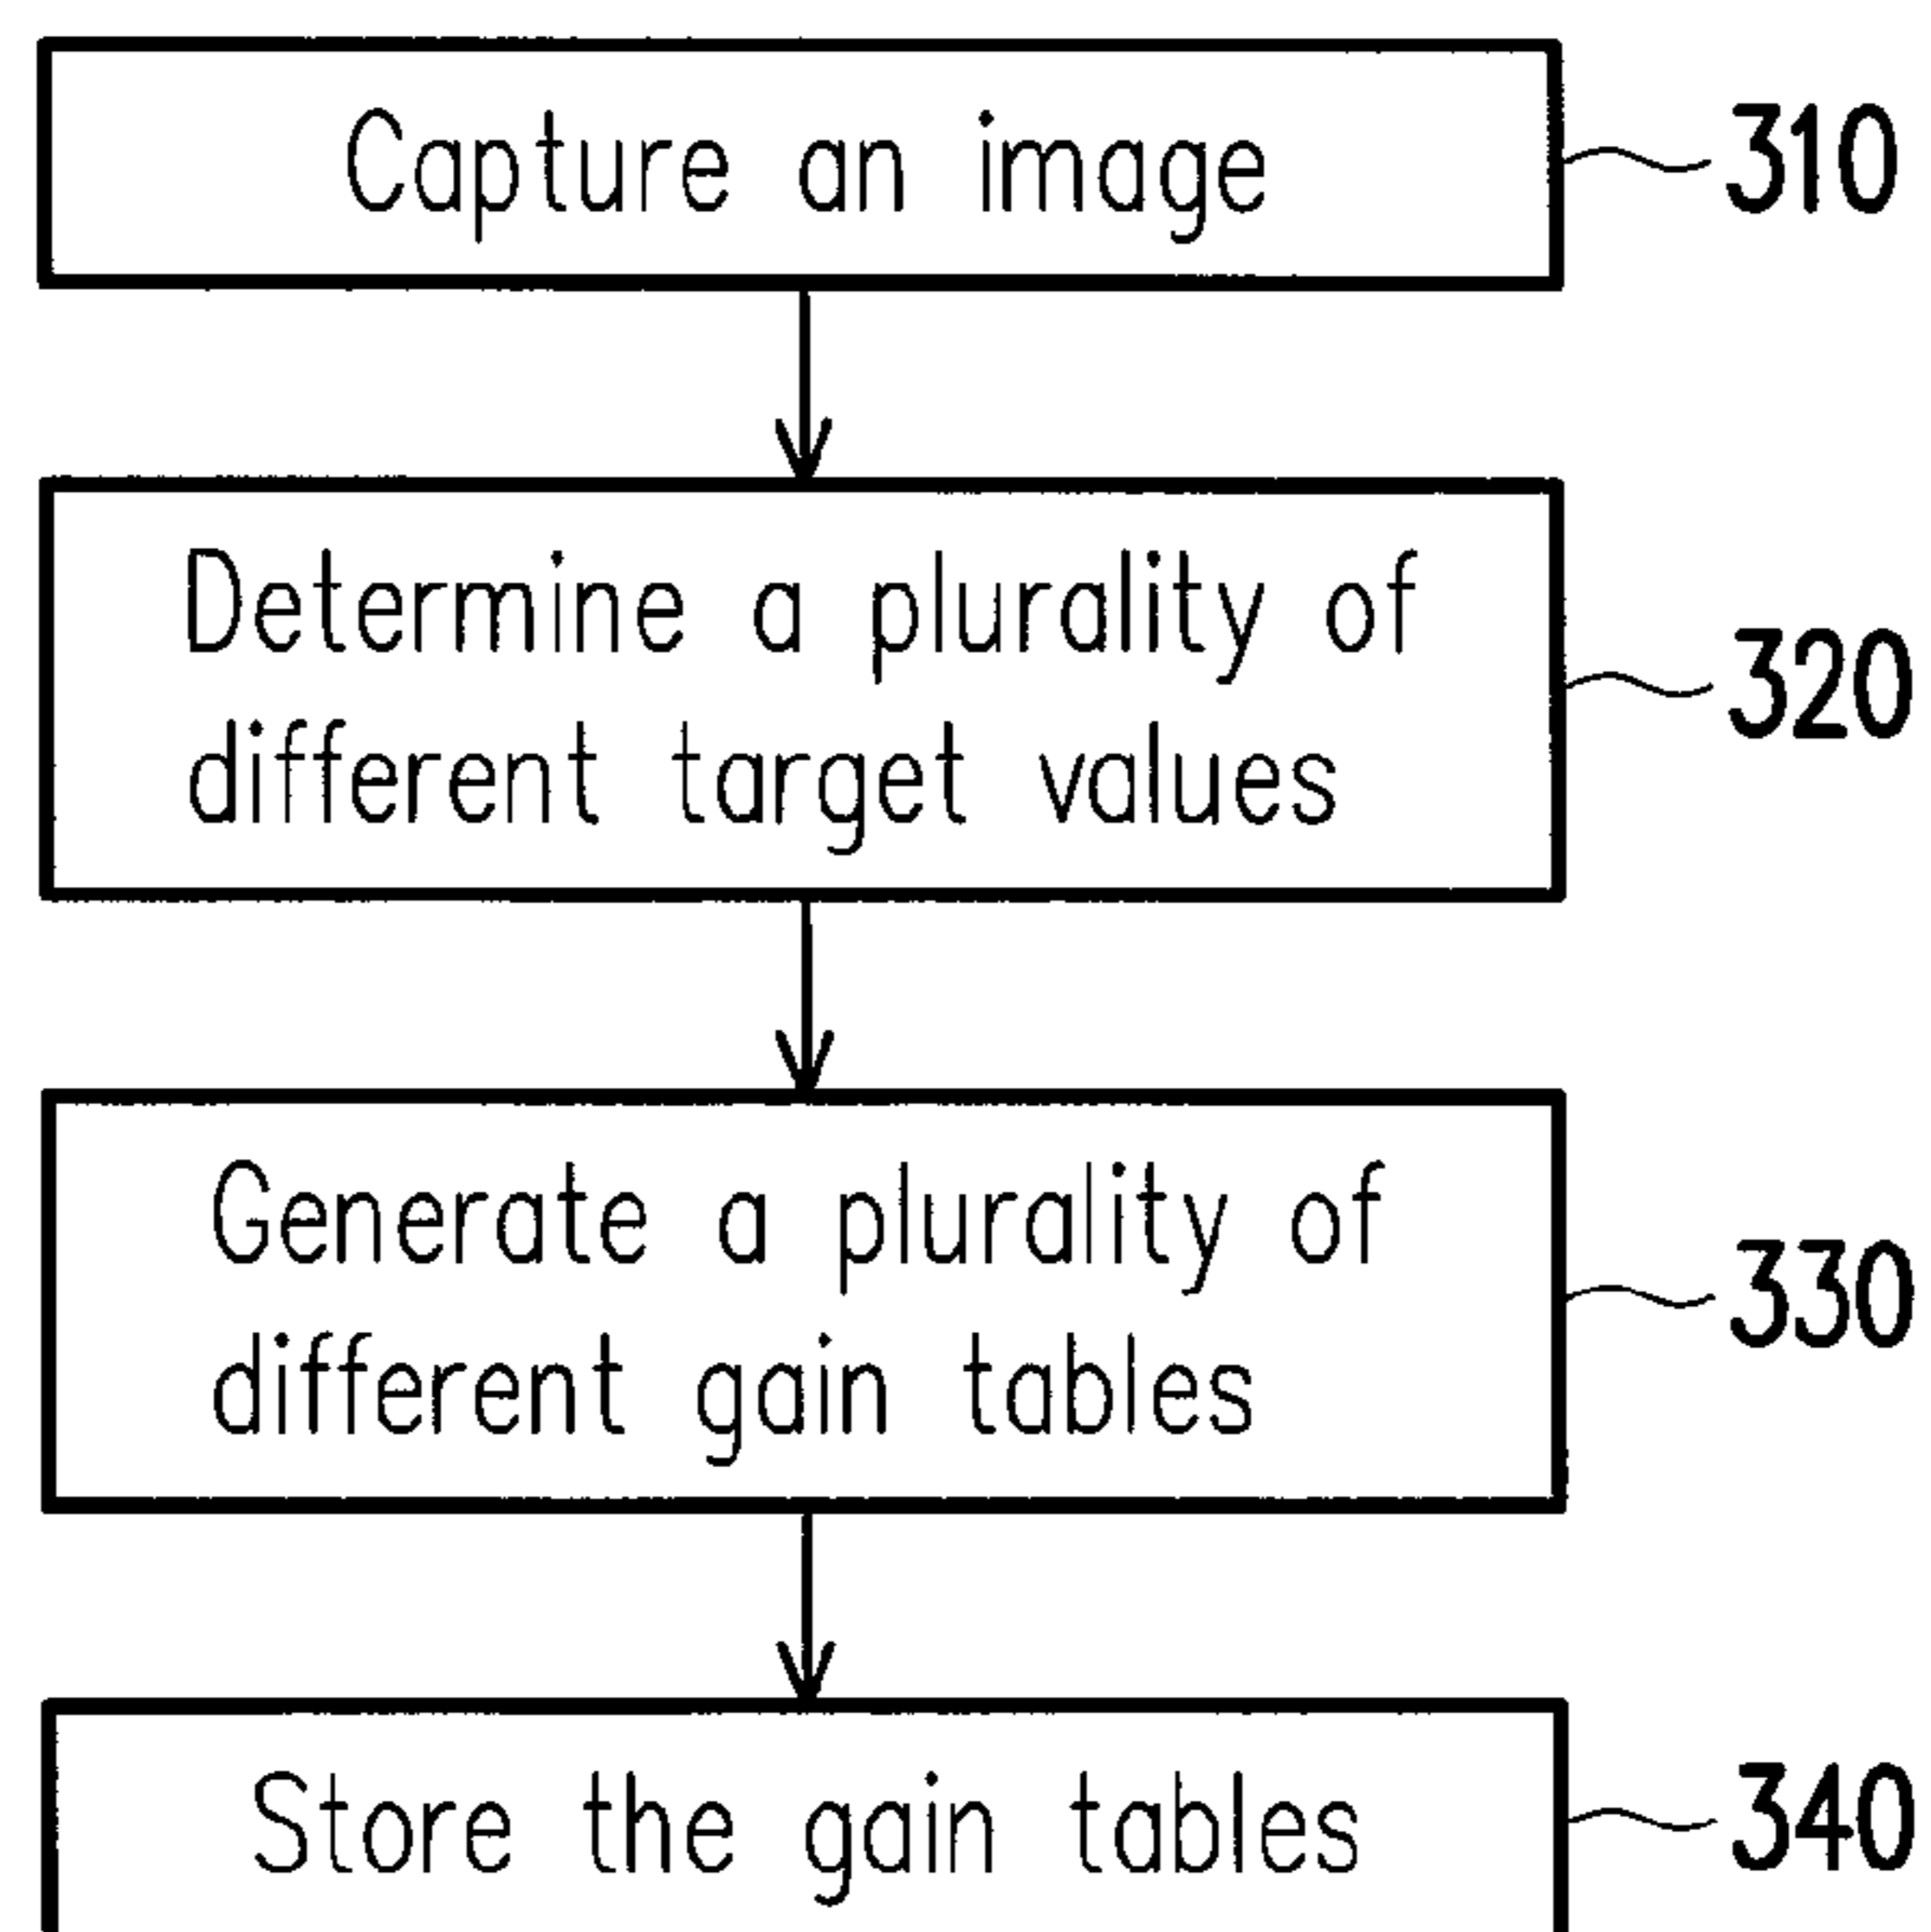 Capture an image
310
Determine a plurality of
different target values
320
Generate a plurality of
different gain tables
330
Store the gain tables
340